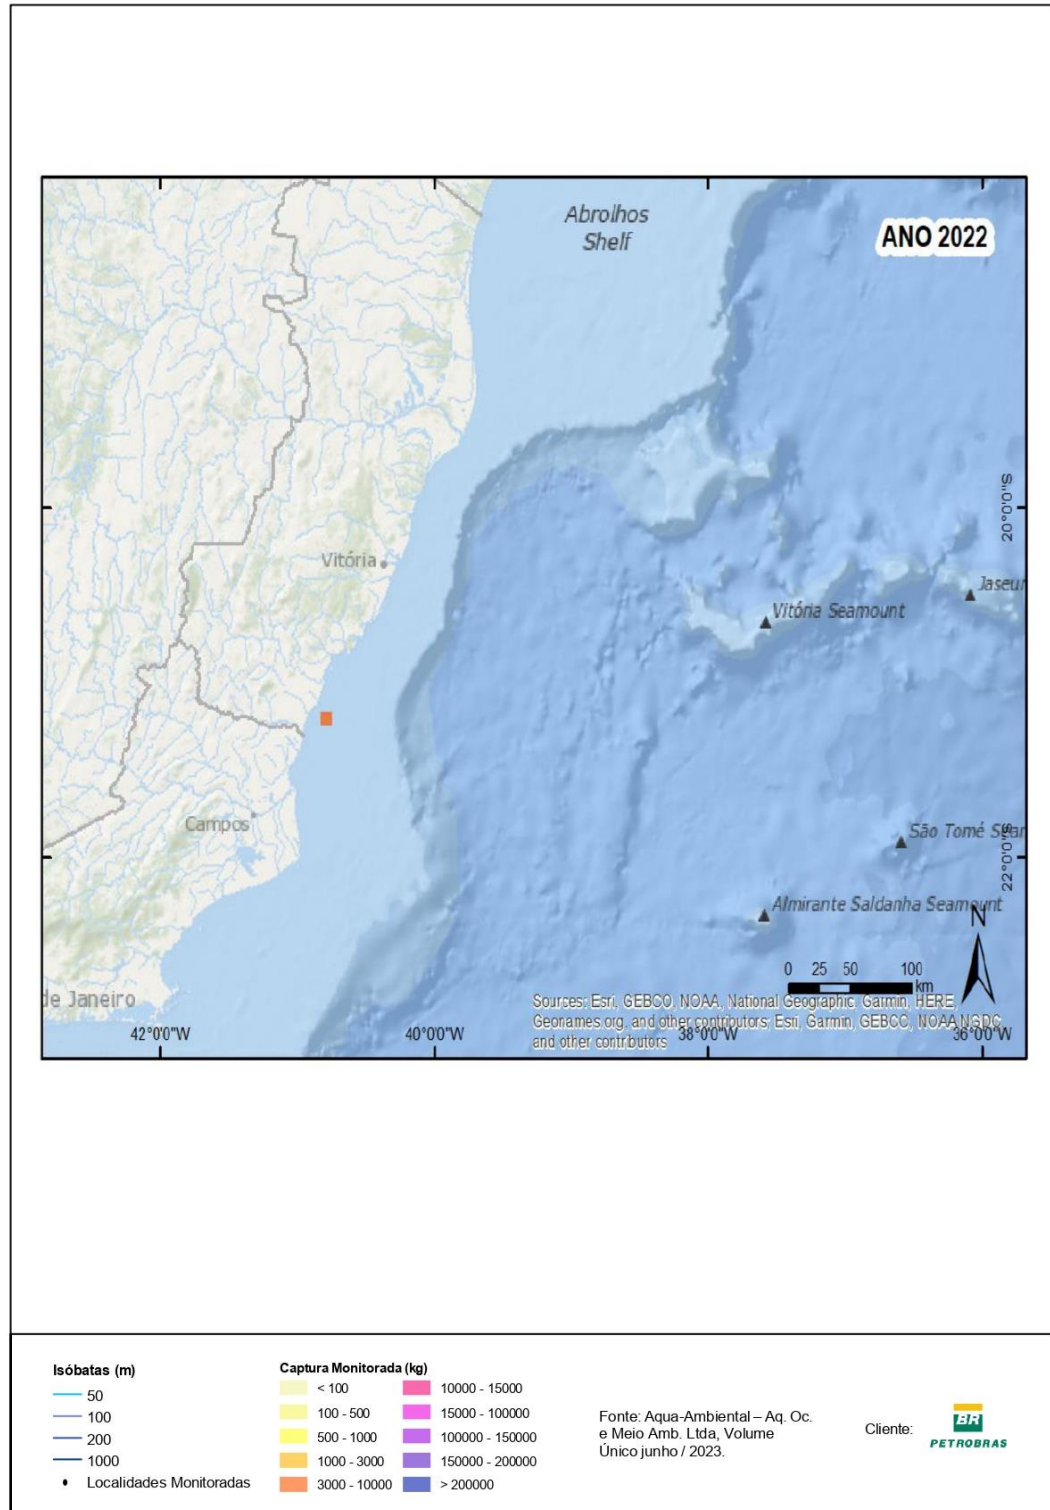 Abrolhos
Shelf
ANO 2022
20°0'0"S
Vitória
Jaseur
Vitória Seamount
Campos
São Tomé Sear
22°0'0"S
Almirante Saldanha Seamount
N
0 25 50 100
km
de Janeiro
Sources: Esri, GEBCO, NOAA, National Geographic, Garmin, HERE,
Geonames.org, and other contributors; Esri, Garmin, GEBCO, NOAA NGDC,
and other contributors
42°0'0"W 40°0'0"W 38°0'0"W 36°0'0"W
Isóbatas (m)
50
100
200
1000
Localidades Monitoradas
Captura Monitorada (kg)
< 100
100 - 500
500 - 1000
1000 - 3000
3000 - 10000
10000 - 15000
15000 - 100000
100000 - 150000
150000 - 200000
> 200000
Fonte: Aqua-Ambiental – Aq. Oc.
e Meio Amb. Ltda, Volume
Único junho / 2023.
Cliente:
BR
PETROBRAS